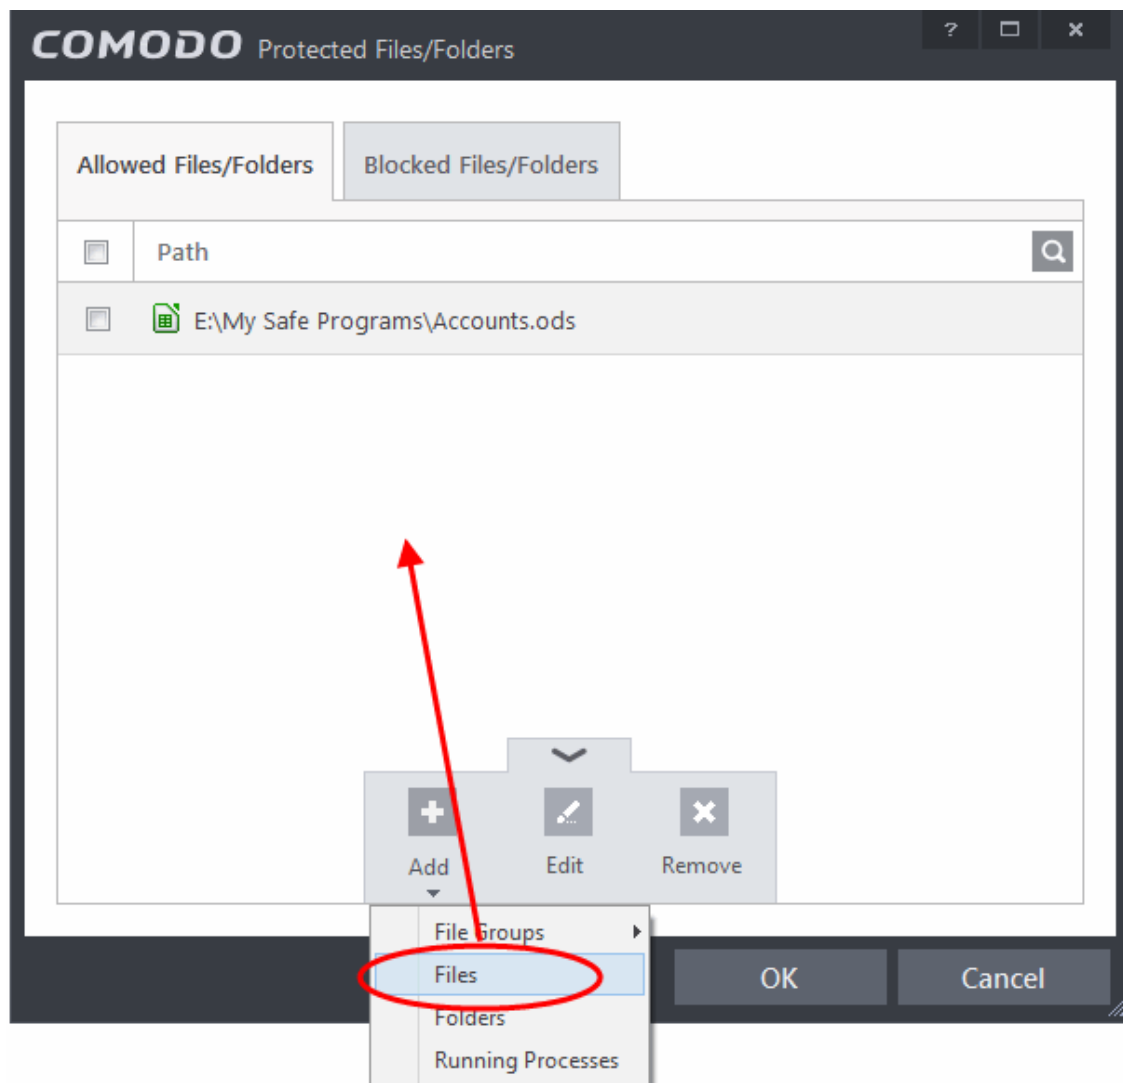 COMODO Protected Files/Folders ?
Allowed Files/Folders Blocked Files/Folders
Path
E:\My Safe Programs\Accounts.ods
Add Edit Remove
File Groups
Files
OK Cancel
Folders
Running Processes